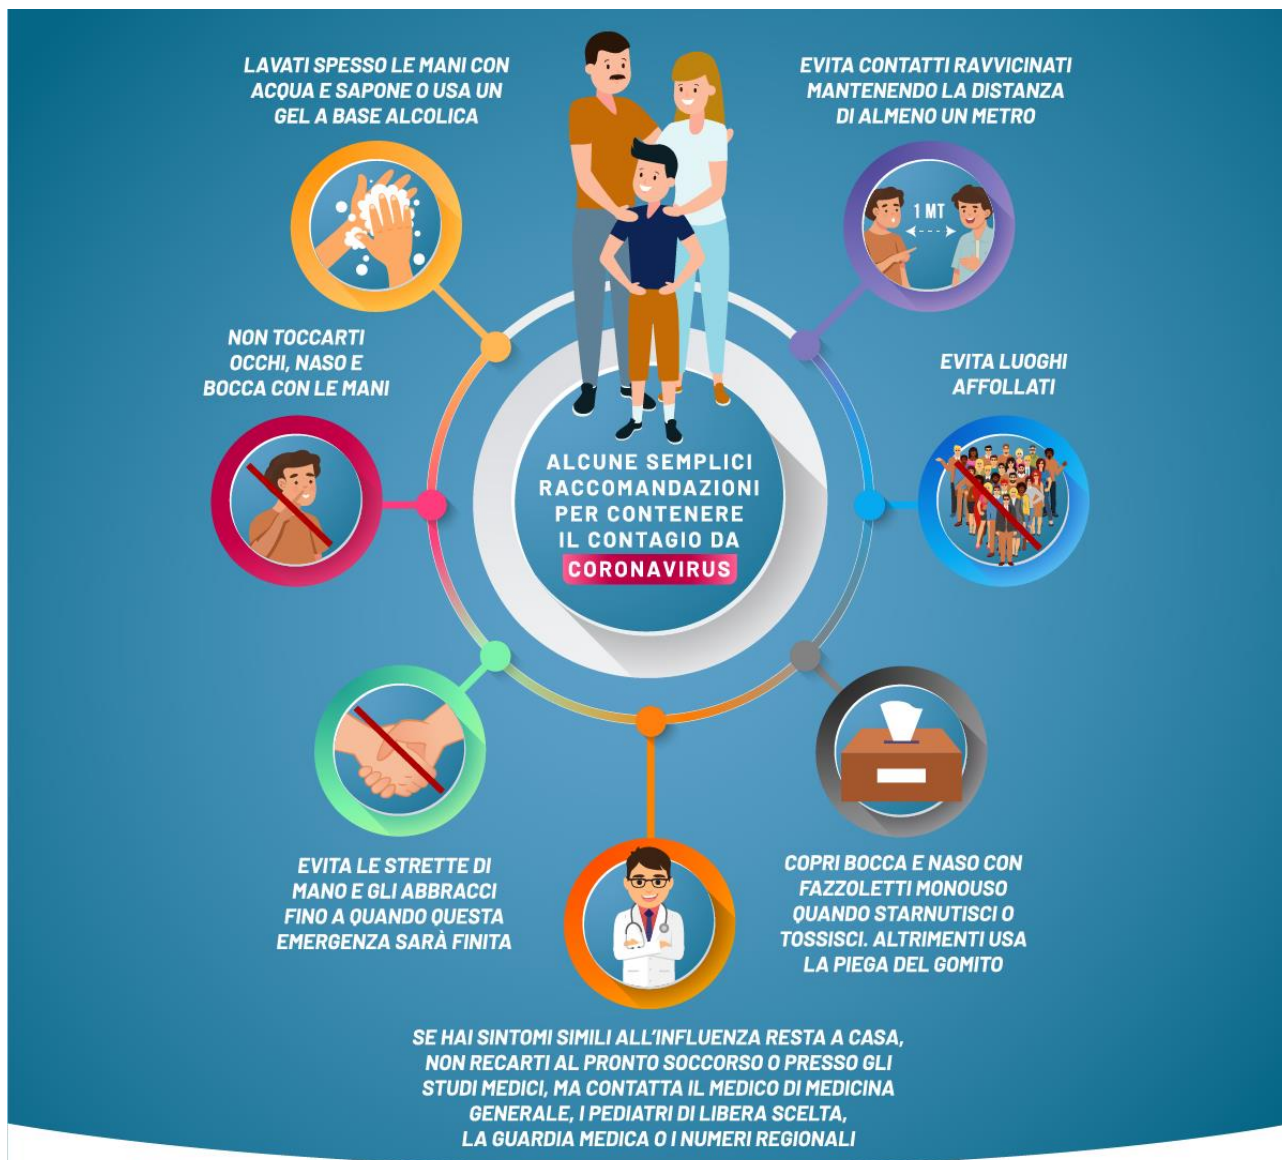 LAVATI SPESSO LE MANI CON
ACQUA E SAPONE O USA UN
GEL A BASE ALCOLICA
EVITA CONTATTI RAVVICINATI
MANTENENDO LA DISTANZA
DI ALMENO UN METRO
1 MT
NON TOCCARTI
OCCHI, NASO E
BOCCA CON LE MANI
EVITA LUOGHI
AFFOLLATI
ALCUNE SEMPLICI
RACCOMANDAZIONI
PER CONTENERE
IL CONTAGIO DA
CORONAVIRUS
EVITA LE STRETTE DI
MANO E GLI ABBRACCI
FINO A QUANDO QUESTA
EMERGENZA SARÀ FINITA
COPRI BOCCA E NASO CON
FAZZOLETTI MONOUSO
QUANDO STARNUTISCI O
TOSSISCI. ALTRIMENTI USA
LA PIEGA DEL GOMITO
SE HAI SINTOMI SIMILI ALL'INFLUENZA RESTA A CASA,
NON RECARTI AL PRONTO SOCCORSO O PRESSO GLI
STUDI MEDICI, MA CONTATTA IL MEDICO DI MEDICINA
GENERALE, I PEDIATRI DI LIBERA SCELTA,
LA GUARDIA MEDICA O I NUMERI REGIONALI